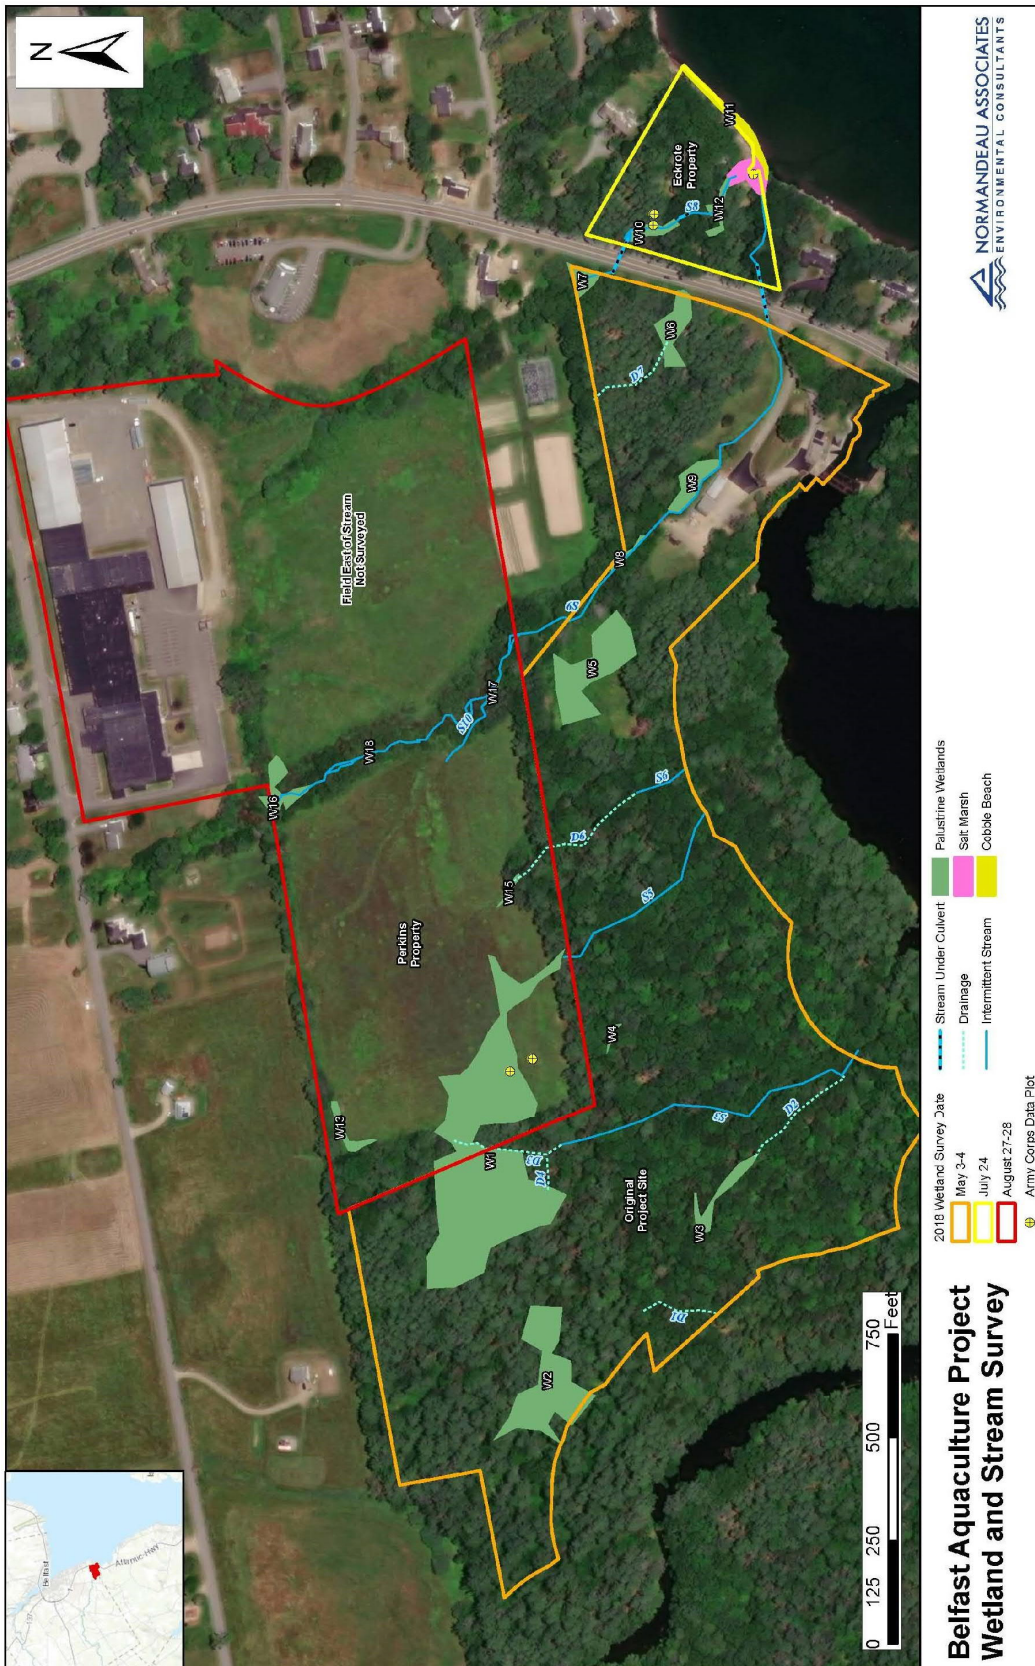 N
Belfast
Atlantic-Hwy
Eckrote
Property
W11
W10
S8
W12
W7
W6
D7
W9
W8
S9
W5
Field East of Stream
Not Surveyed
W17
S10
W18
W16
S6
D6
W15
S5
Perkins
Property
W4
W13
W1
D3
D4
S3
D2
Original
Project Site
W3
D1
W2
0 125 250 500 750
Feet
Belfast Aquaculture Project
Wetland and Stream Survey
2018 Wetland Survey Date
May 3-4
July 24
August 27-28
Army Corps Data Plot
Stream Under Culvert
Drainage
Intermittent Stream
Palustrine Wetlands
Salt Marsh
Cobble Beach
NORMANDEAU ASSOCIATES
ENVIRONMENTAL CONSULTANTS